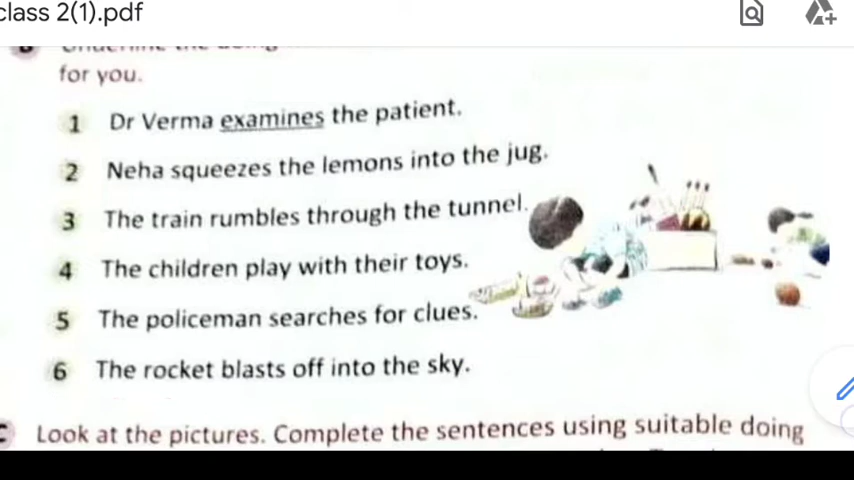 class 2(1).pdf
for you.
1 Dr Verma examines the patient.
2 Neha squeezes the lemons into the jug.
3 The train rumbles through the tunnel.
4 The children play with their toys.
5 The policeman searches for clues.
6 The rocket blasts off into the sky.
C Look at the pictures. Complete the sentences using suitable doing